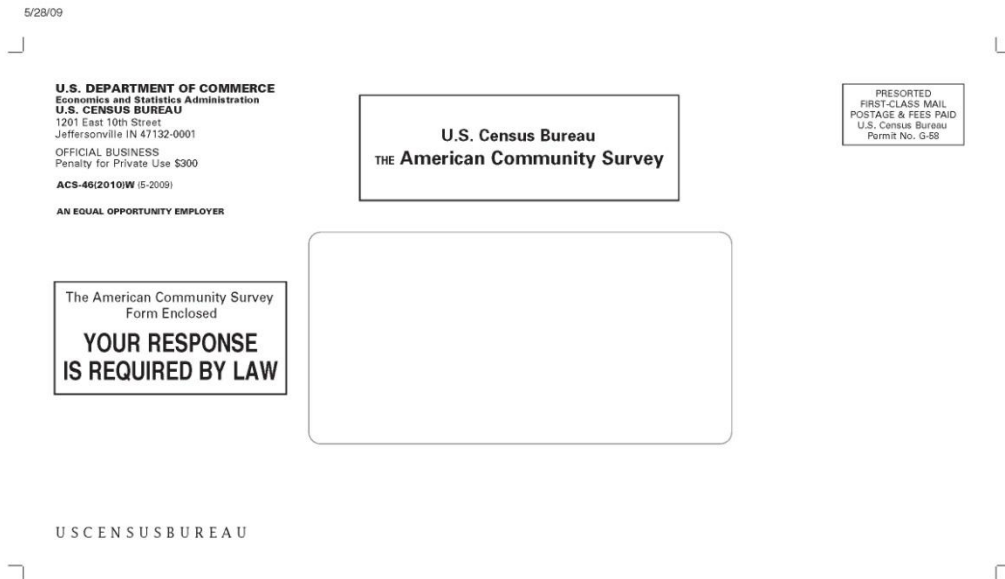 5/28/09
U.S. DEPARTMENT OF COMMERCE
Economics and Statistics Administration
U.S. CENSUS BUREAU
1201 East 10th Street
Jeffersonville IN 47132-0001
OFFICIAL BUSINESS
Penalty for Private Use $300
ACS-46(2010)W (5-2009)
AN EQUAL OPPORTUNITY EMPLOYER
U.S. Census Bureau
THE American Community Survey
PRESORTED
FIRST-CLASS MAIL
POSTAGE & FEES PAID
U.S. Census Bureau
Permit No. G-58
The American Community Survey
Form Enclosed
YOUR RESPONSE
IS REQUIRED BY LAW
USCENSUSBUREAU